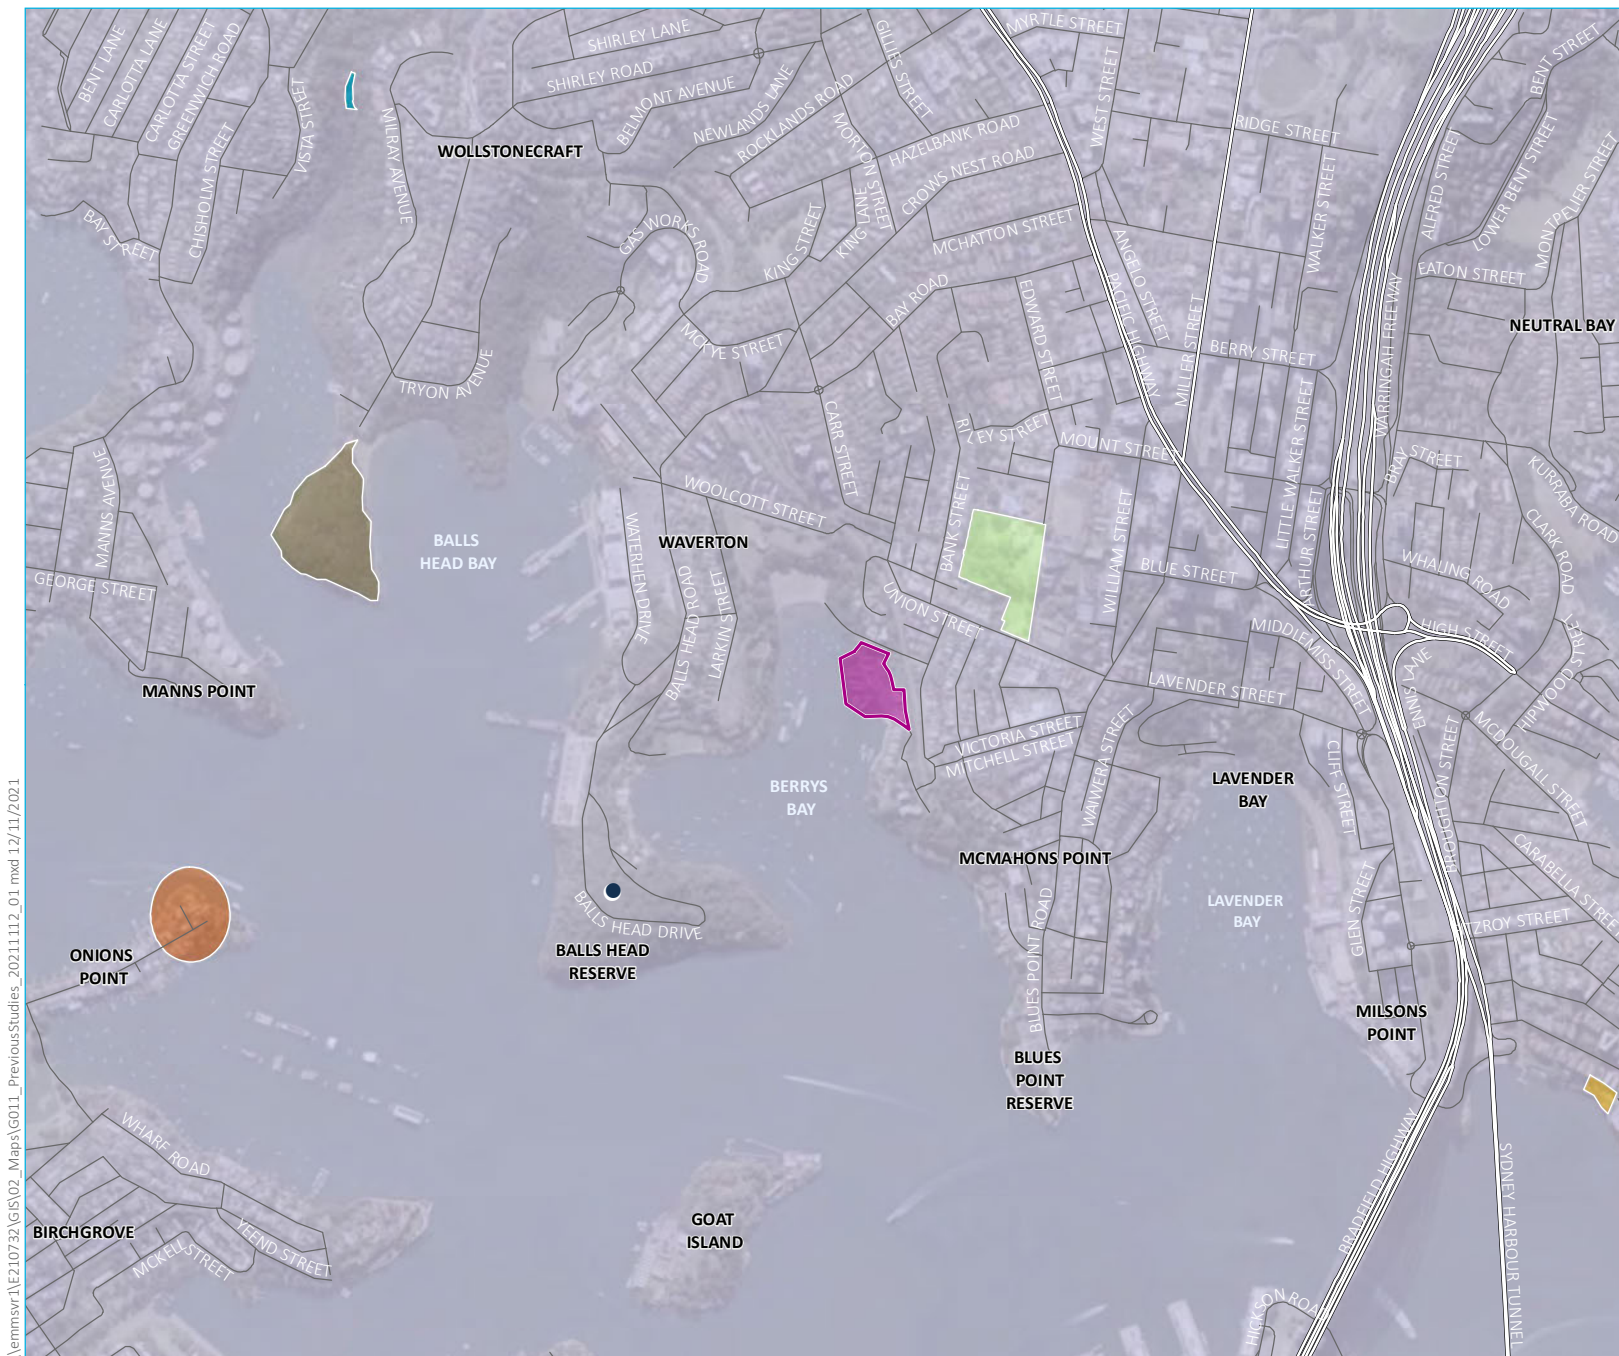 MYRTLE STREET
BENT LANE
CARLOTTA LANE
CARLOTTA STREET
GREENWICH ROAD
SHIRLEY LANE
GILLIES STREET
BENT STREET
SHIRLEY ROAD
BELMONT AVENUE
NEWLANDS LANE
ROCKLANDS ROAD
WEST STREET
RIDGE STREET
VISTA STREET
MILRAY AVENUE
WOLLSTONECRAFT
MORTON STREET
HAZELBANK ROAD
CROWS NEST ROAD
CHISHOLM STREET
WALKER STREET
ALFRED STREET
LOWER BENT STREET
MONTPELIER STREET
BAY STREET
GAS WORKS ROAD
KING STREET
KING LANE
MCHATTON STREET
ANGELO STREET
EATON STREET
BAY ROAD
EDWARD STREET
PACIFIC HIGHWAY
MILLER STREET
WARRINGAH FREEWAY
NEUTRAL BAY
MCKYE STREET
BERRY STREET
TRYON AVENUE
CARR STREET
MOUNT STREET
LITTLE WALKER STREET
BRAY STREET
KURRABA ROAD
MANNS AVENUE
WOOLCOTT STREET
BANK STREET
WILLIAM STREET
ARTHUR STREET
CLARK ROAD
BALLS
HEAD BAY
WATERHEN DRIVE
WAVERTON
BLUE STREET
WHALING ROAD
GEORGE STREET
BALLS HEAD ROAD
LARKIN STREET
UNION STREET
MIDDLEMISS STREET
HIGH STREET
HIPWOOD STREET
MANNS POINT
LAVENDER STREET
ENNIS LANE
VICTORIA STREET
MITCHELL STREET
WAIWERA STREET
CLIFF STREET
BROUGHTON STREET
MCDOUGALL STREET
BERRYS
BAY
LAVENDER
BAY
MCMAHONS POINT
CARABELLA STREET
BALLS HEAD DRIVE
BLUES POINT ROAD
LAVENDER
BAY
GLEN STREET
ONIONS
POINT
BALLS HEAD
RESERVE
MILSONS
POINT
BLUES
POINT
RESERVE
WHARF ROAD
BIRCHGROVE
MCKELL STREET
YEEND STREET
GOAT
ISLAND
BRADFIELD HIGHWAY
SYDNEY HARBOUR TUNNEL
HICKSON ROAD
\emmsvr1\E210732\GIS\02_Maps\G011_PreviousStudies_20211112_01 mxd 12/11/2021